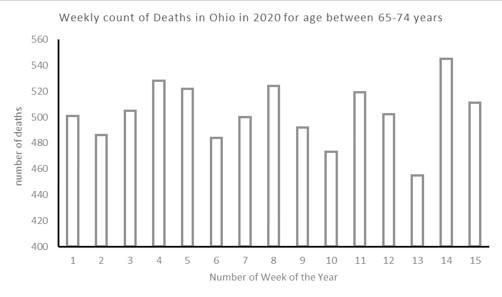 Weekly count of Deaths in Ohio in 2020 for age between 65-74 years
560
540
520
500
480
460
440
420
400
number of deaths
1 2 3 4 5 6 7 8 9 10 11 12 13 14 15
Number of Week of the Year